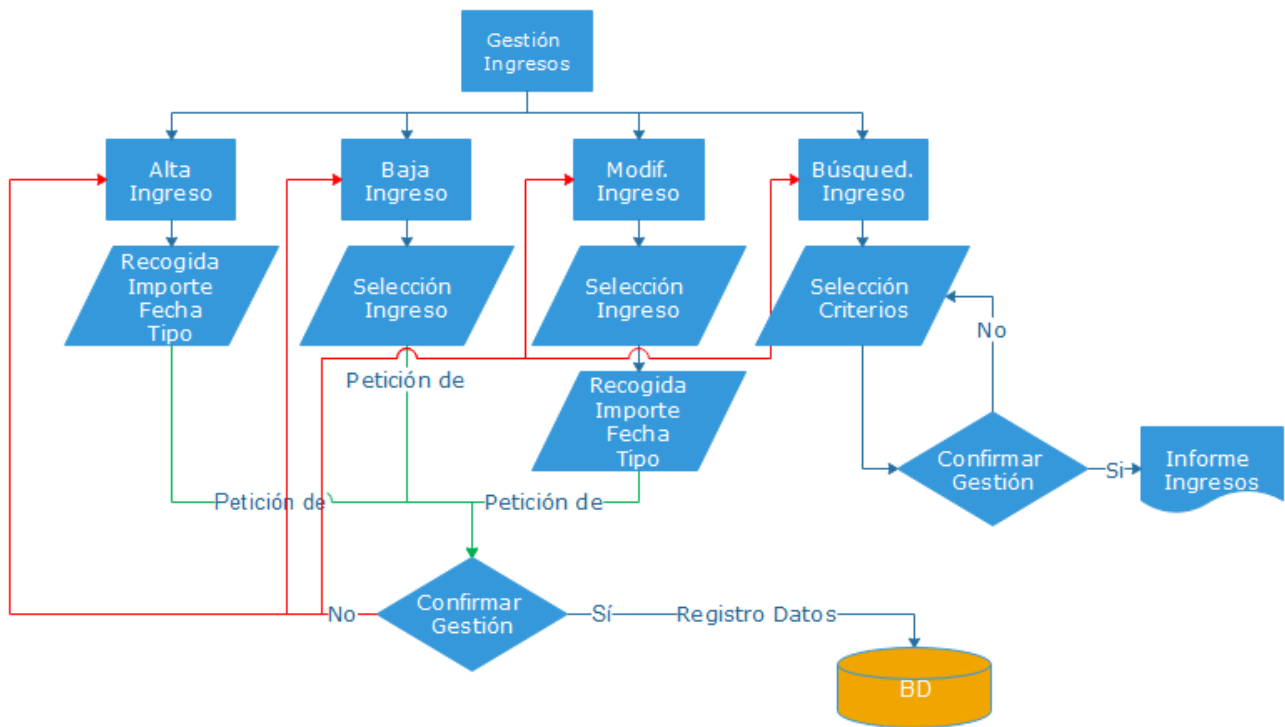 Gestión
Ingresos
Alta
Ingreso
Baja
Ingreso
Modif.
Ingreso
Búsqued.
Ingreso
Recogida
Importe
Fecha
Tipo
Selección
Ingreso
Selección
Ingreso
Selección
Criterios
No
Petición de
Recogida
Importe
Fecha
Tipo
Confirmar
Gestión
Si
Informe
Ingresos
Petición de
Petición de
No
Confirmar
Gestión
Sí
Registro Datos
BD